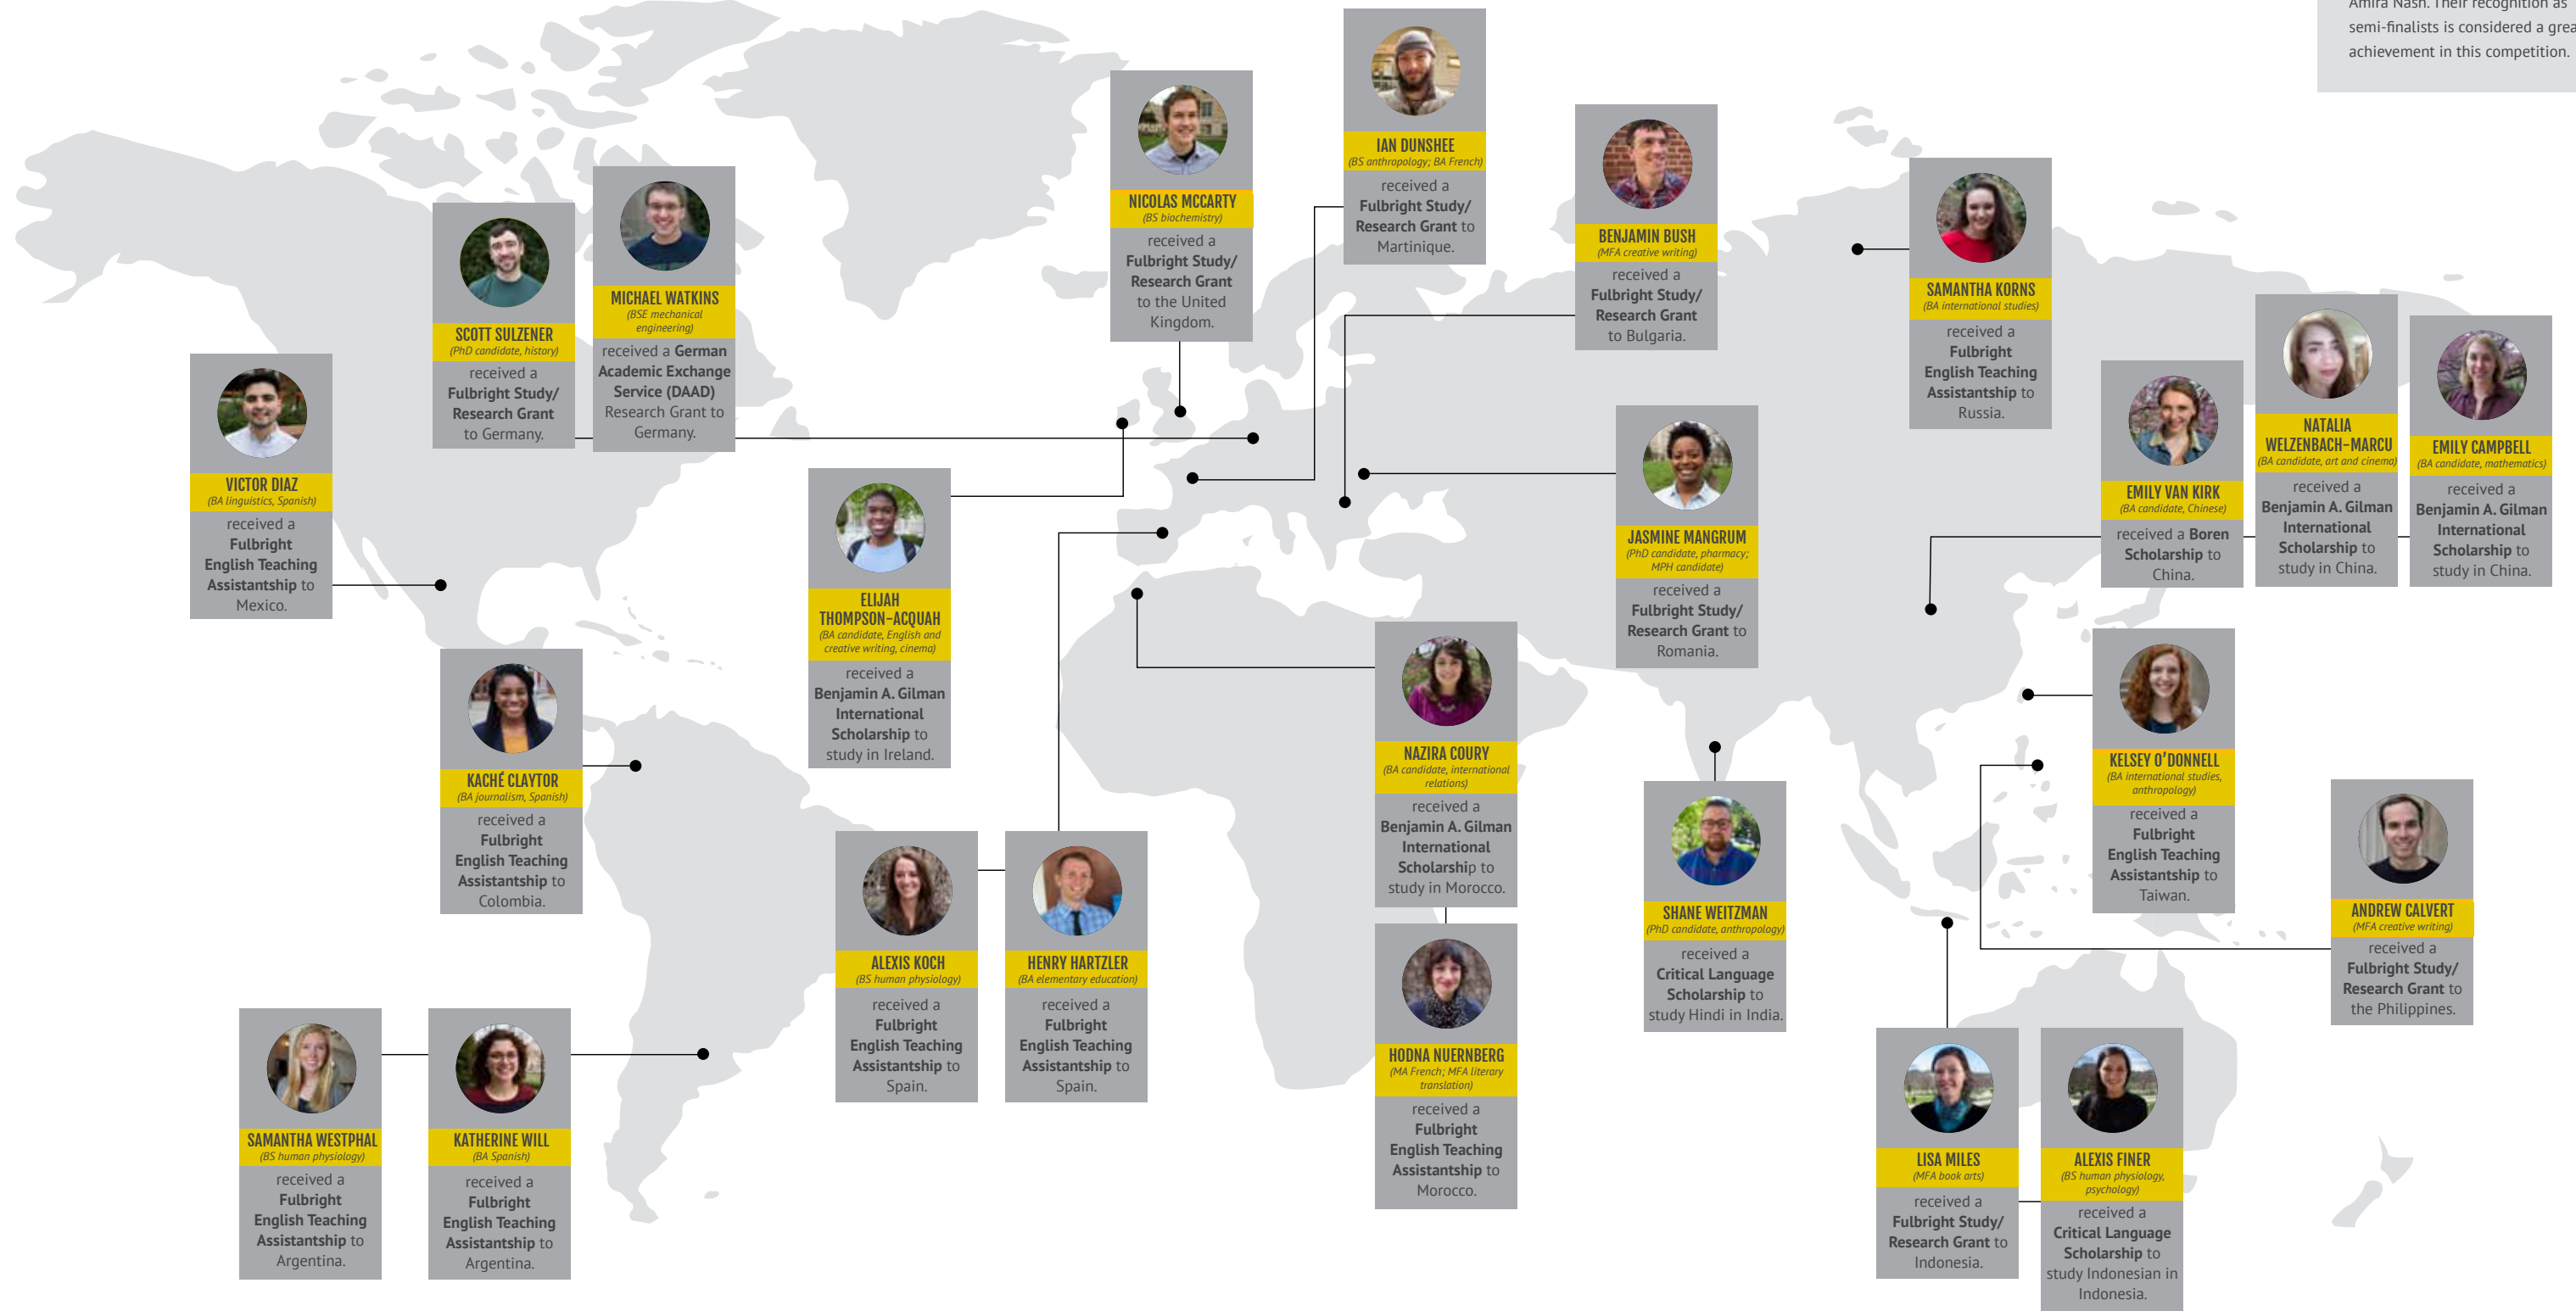 Amira Nash. Their recognition as
semi-finalists is considered a
achievement in this competition.
IAN DUNSHEE
(BS anthropology; BA French)
received a
Fulbright Study/
Research Grant to
Martinique.
NICOLAS MCCARTY
(BS biochemistry)
received a
Fulbright Study/
Research Grant
to the United
Kingdom.
BENJAMIN BUSH
(MFA creative writing)
received a
Fulbright Study/
Research Grant
to Bulgaria.
SAMANTHA KORNS
(BA international studies)
received a
Fulbright
English Teaching
Assistantship to
Russia.
MICHAEL WATKINS
(BSE mechanical
engineering)
received a German
Academic Exchange
Service (DAAD)
Research Grant to
Germany.
SCOTT SULZENER
(PhD candidate, history)
received a
Fulbright Study/
Research Grant
to Germany.
VICTOR DIAZ
(BA linguistics, Spanish)
received a
Fulbright
English Teaching
Assistantship to
Mexico.
EMILY VAN KIRK
(BA candidate, Chinese)
received a Boren
Scholarship to
China.
NATALIA
WELZENBACH-MARCU
(BA candidate, art and cinema)
received a
Benjamin A. Gilman
International
Scholarship to
study in China.
EMILY CAMPBELL
(BA candidate, mathematics)
received a
Benjamin A. Gilman
International
Scholarship to
study in China.
ELIJAH
THOMPSON-ACQUAH
(BA candidate, English and
creative writing, cinema)
received a
Benjamin A. Gilman
International
Scholarship to
study in Ireland.
JASMINE MANGRUM
(PhD candidate, pharmacy;
MPH candidate)
received a
Fulbright Study/
Research Grant to
Romania.
KACHÉ CLAYTOR
(BA journalism, Spanish)
received a
Fulbright
English Teaching
Assistantship to
Colombia.
NAZIRA COURY
(BA candidate, international
relations)
received a
Benjamin A. Gilman
International
Scholarship to
study in Morocco.
KELSEY O'DONNELL
(BA international studies,
anthropology)
received a
Fulbright
English Teaching
Assistantship to
Taiwan.
SHANE WEITZMAN
(PhD candidate, anthropology)
received a
Critical Language
Scholarship to
study Hindi in India.
ANDREW CALVERT
(MFA creative writing)
received a
Fulbright Study/
Research Grant to
the Philippines.
ALEXIS KOCH
(BS human physiology)
received a
Fulbright
English Teaching
Assistantship to
Spain.
HENRY HARTZLER
(BA elementary education)
received a
Fulbright
English Teaching
Assistantship to
Spain.
HODNA NUERNBERG
(MA French; MFA literary
translation)
received a
Fulbright
English Teaching
Assistantship to
Morocco.
SAMANTHA WESTPHAL
(BS human physiology)
received a
Fulbright
English Teaching
Assistantship to
Argentina.
KATHERINE WILL
(BA Spanish)
received a
Fulbright
English Teaching
Assistantship to
Argentina.
LISA MILES
(MFA book arts)
received a
Fulbright Study/
Research Grant to
Indonesia.
ALEXIS FINER
(BS human physiology,
psychology)
received a
Critical Language
Scholarship to
study Indonesian in
Indonesia.